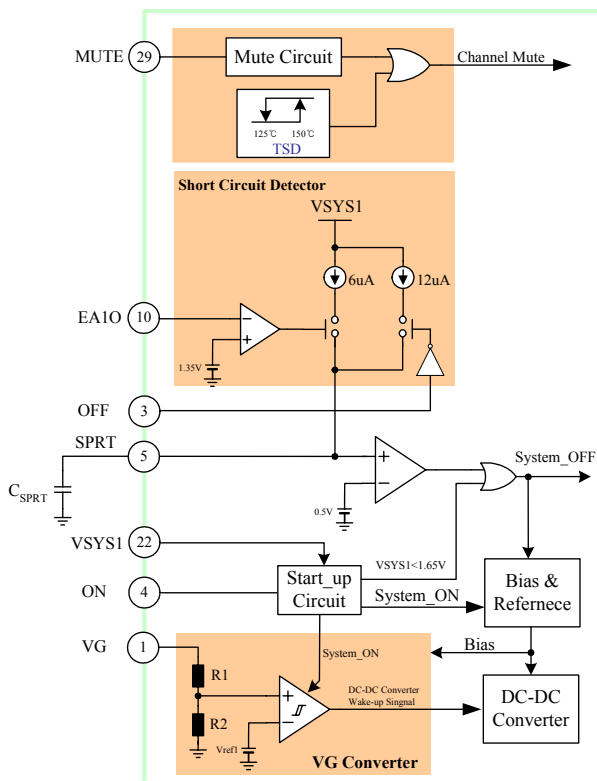 MUTE 29
Mute Circuit
Channel Mute
125℃ 150℃
TSD
Short Circuit Detector
VSYS1
6uA 12uA
EA1O 10
1.35V
OFF 3
SPRT 5
System_OFF
CSPRT
0.5V
VSYS1 22
VSYS1<1.65V
ON 4
Start_up
Circuit
System_ON
Bias &
Refernece
VG 1
System_ON
Bias
R1
DC-DC Converter
Wake-up Singnal
DC-DC
Converter
R2
Vref1
VG Converter